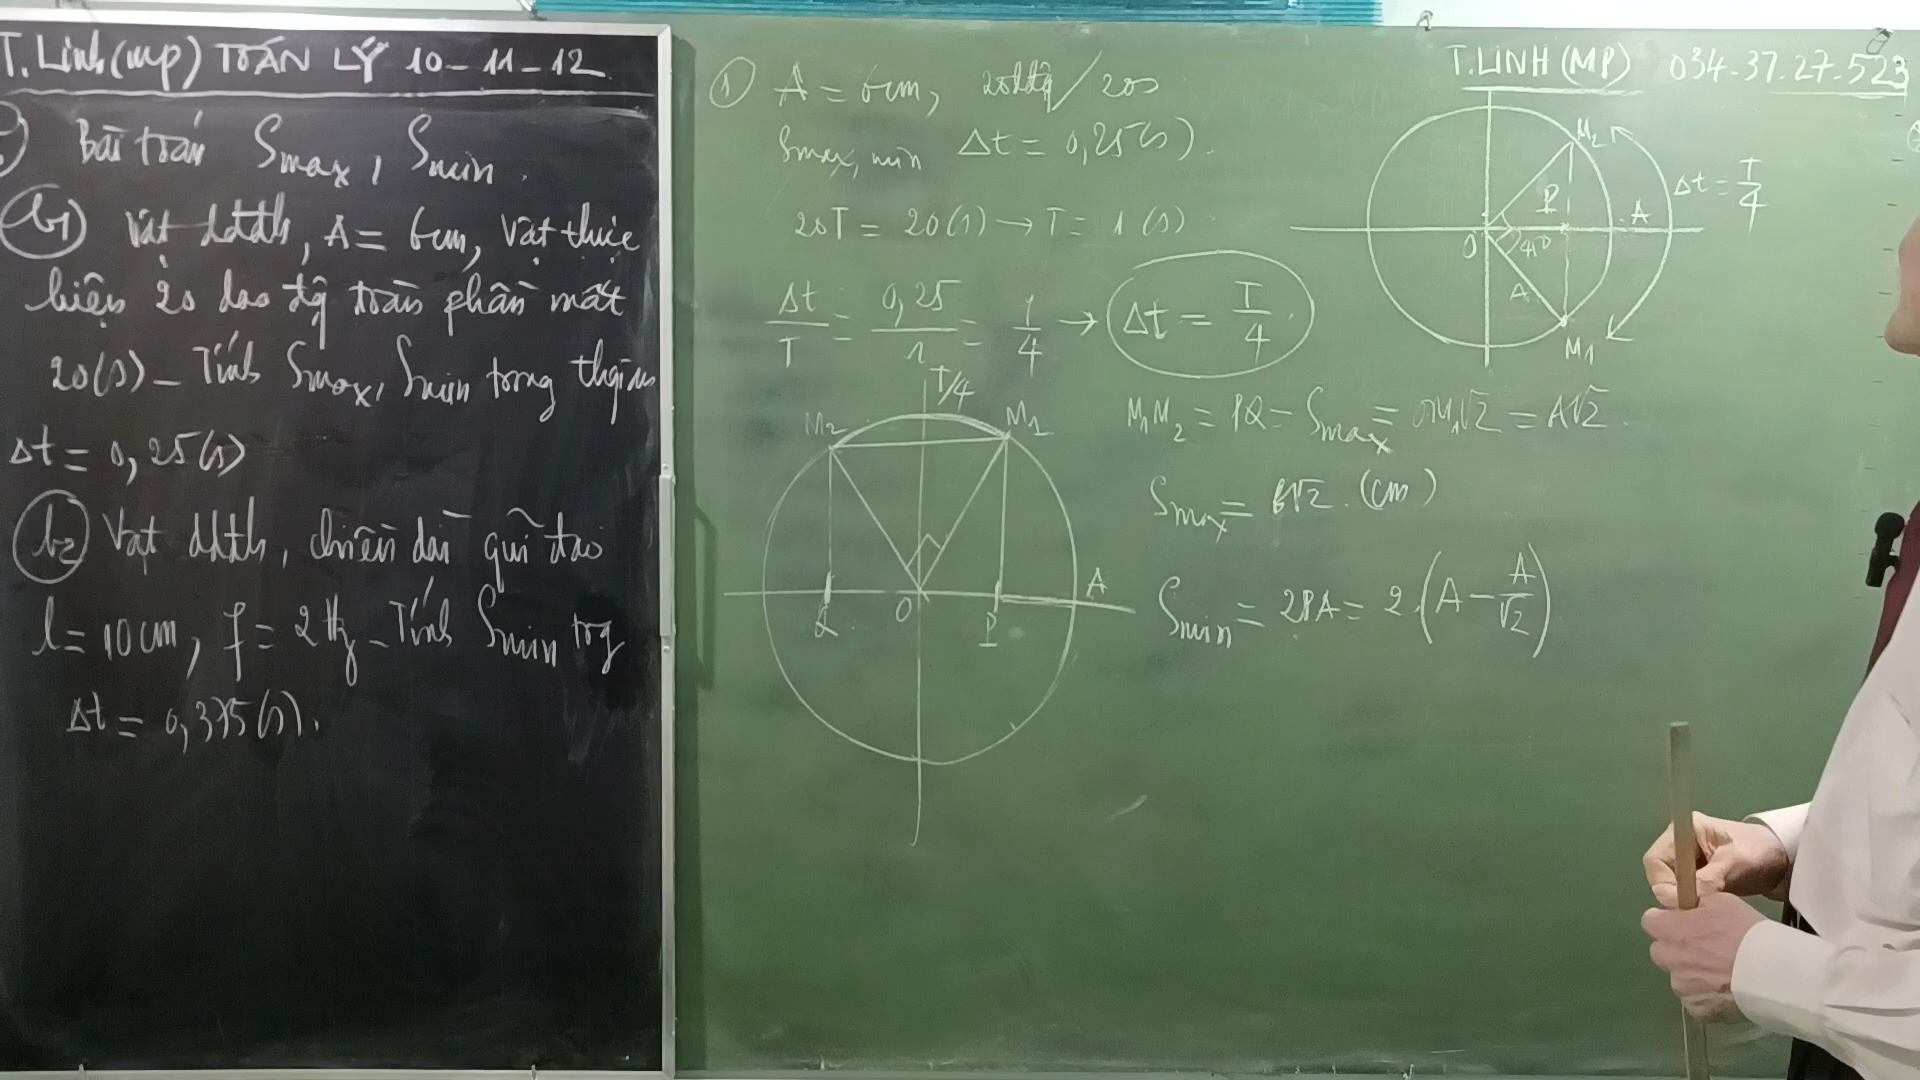 T. Linh (MP) TOÁN LÝ 10-11-12
Bài toán Smax, Smin.
b1) Vật dđđh, A = 6cm, vật thực
hiện 20 dao độg toàn phần mất
20(s) - Tính Smax, Smin trong thời gian
Δt = 0,25(s)
b2) Vật dđđh, chiều dài quĩ đạo
l = 10cm, f = 2Hz - Tính Smin trg
Δt = 0,375(s).
T. LINH (MP) 034.37.27.523
① A = 6cm, 20dđ/20s
Smax, min Δt = 0,25(s).
20T = 20(s) → T = 1(s)
Δt/T = 0,25/1 = 1/4 → Δt = T/4.
M2
P
A
Δt = T/4
O
45°
A
M1
T/4
M2
M1
O
A
Q
P
M1M2 = PQ = Smax = OM1√2 = A√2.
Smax = 6√2. (cm)
Smin = 2PA = 2.(A - A/√2)